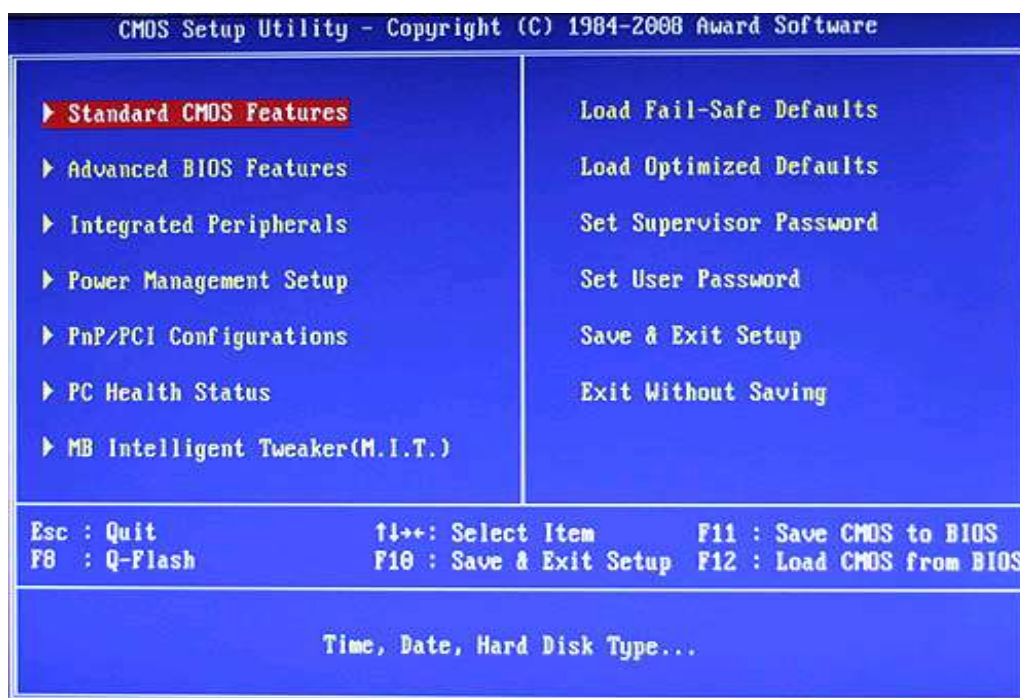 CMOS Setup Utility - Copyright (C) 1984-2008 Award Software
Standard CMOS Features
Advanced BIOS Features
Integrated Peripherals
Power Management Setup
PnP/PCI Configurations
PC Health Status
MB Intelligent Tweaker(M.I.T.)
Load Fail-Safe Defaults
Load Optimized Defaults
Set Supervisor Password
Set User Password
Save & Exit Setup
Exit Without Saving
Esc : Quit ↑↓→←: Select Item F11 : Save CMOS to BIOS
F8 : Q-Flash F10 : Save & Exit Setup F12 : Load CMOS from BIOS
Time, Date, Hard Disk Type...